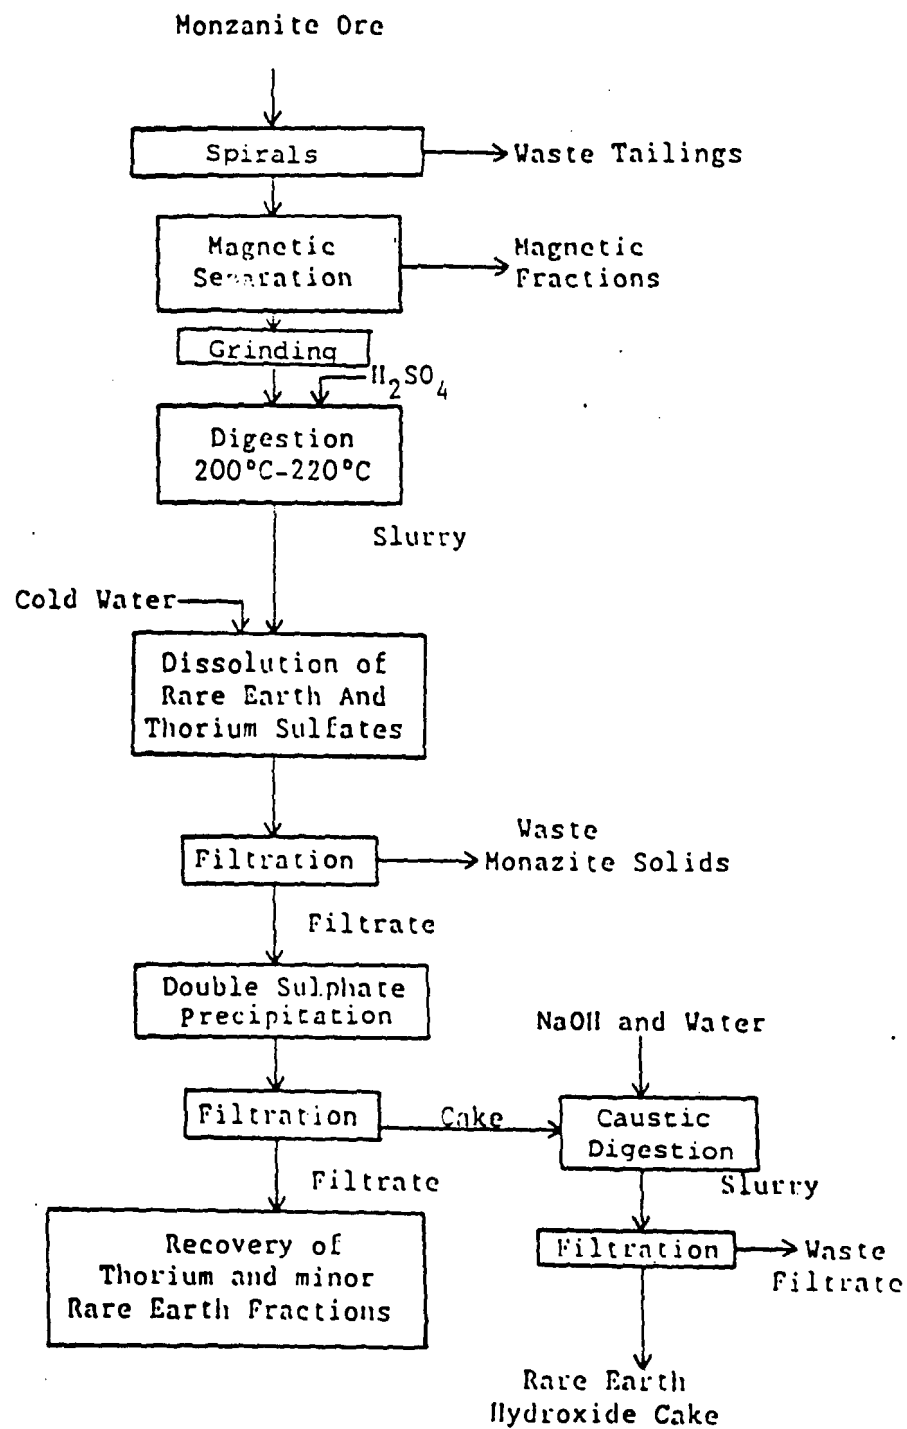 Monzanite Ore
Spirals
Waste Tailings
Magnetic
Separation
Magnetic
Fractions
Grinding
H2SO4
Digestion
200°C-220°C
Slurry
Cold Water
Dissolution of
Rare Earth And
Thorium Sulfates
Filtration
Waste
Monazite Solids
Filtrate
Double Sulphate
Precipitation
NaOH and Water
Filtration
Cake
Caustic
Digestion
Filtrate
Slurry
Recovery of
Thorium and minor
Rare Earth Fractions
Filtration
Waste
Filtrate
Rare Earth
Hydroxide Cake